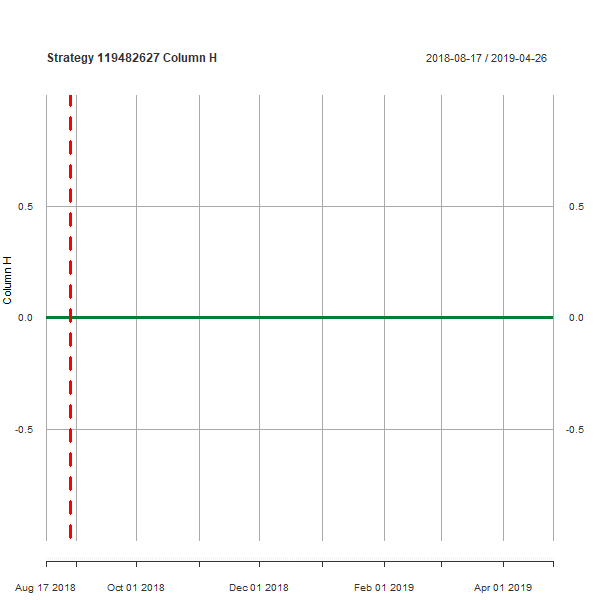 Strategy 119482627 Column H
2018-08-17 / 2019-04-26
0.5
0.5
Column H
0.0
0.0
-0.5
-0.5
Aug 17 2018
Oct 01 2018
Dec 01 2018
Feb 01 2019
Apr 01 2019